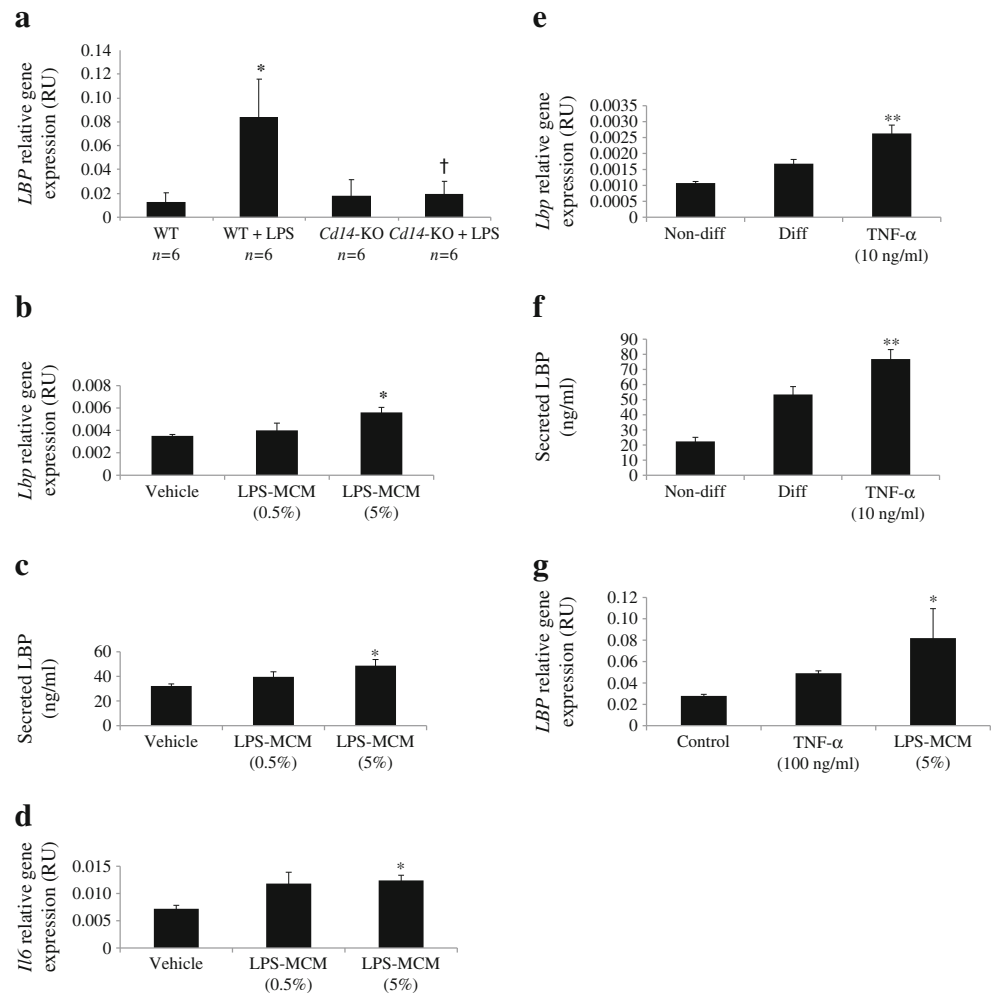 a
LBP relative gene
expression (RU)
0.14
0.12
0.10
0.08
0.06
0.04
0.02
0
*
†
WT
WT + LPS
Cd14-KO
Cd14-KO + LPS
n=6
n=6
n=6
n=6
b
Lbp relative gene
expression (RU)
0.008
0.006
0.004
0.002
0
*
Vehicle
LPS-MCM
(0.5%)
LPS-MCM
(5%)
c
Secreted LBP
(ng/ml)
60
40
20
0
*
Vehicle
LPS-MCM
(0.5%)
LPS-MCM
(5%)
d
Il6 relative gene
expression (RU)
0.015
0.010
0.005
0
*
Vehicle
LPS-MCM
(0.5%)
LPS-MCM
(5%)
e
Lbp relative gene
expression (RU)
0.0035
0.0030
0.0025
0.0020
0.0015
0.0010
0.0005
0
**
Non-diff
Diff
TNF-α
(10 ng/ml)
f
Secreted LBP
(ng/ml)
90
80
70
60
50
40
30
20
10
0
**
Non-diff
Diff
TNF-α
(10 ng/ml)
g
LBP relative gene
expression (RU)
0.12
0.10
0.08
0.06
0.04
0.02
0
*
Control
TNF-α
(100 ng/ml)
LPS-MCM
(5%)